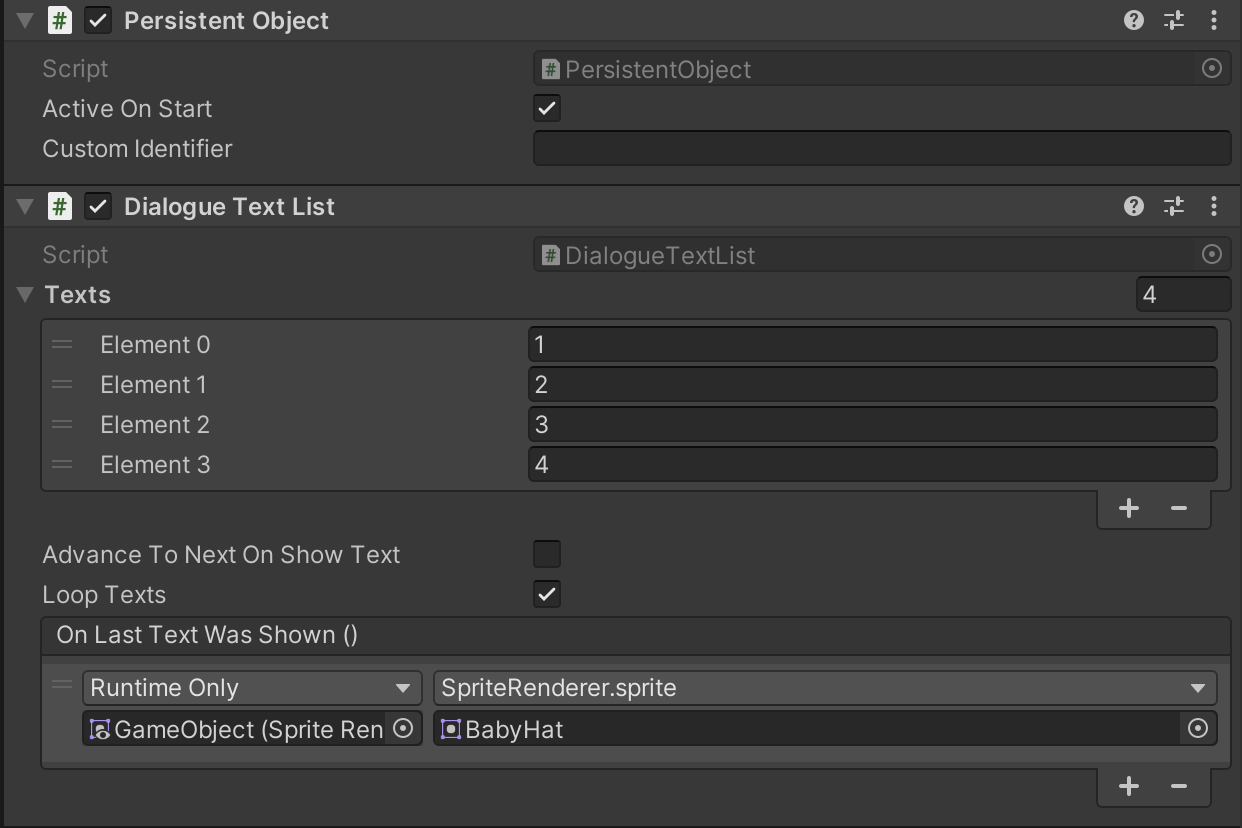 Persistent Object
Script PersistentObject
Active On Start
Custom Identifier
Dialogue Text List
Script DialogueTextList
Texts 4
Element 0 1
Element 1 2
Element 2 3
Element 3 4
Advance To Next On Show Text
Loop Texts
On Last Text Was Shown ()
Runtime Only SpriteRenderer.sprite
GameObject (Sprite Ren BabyHat